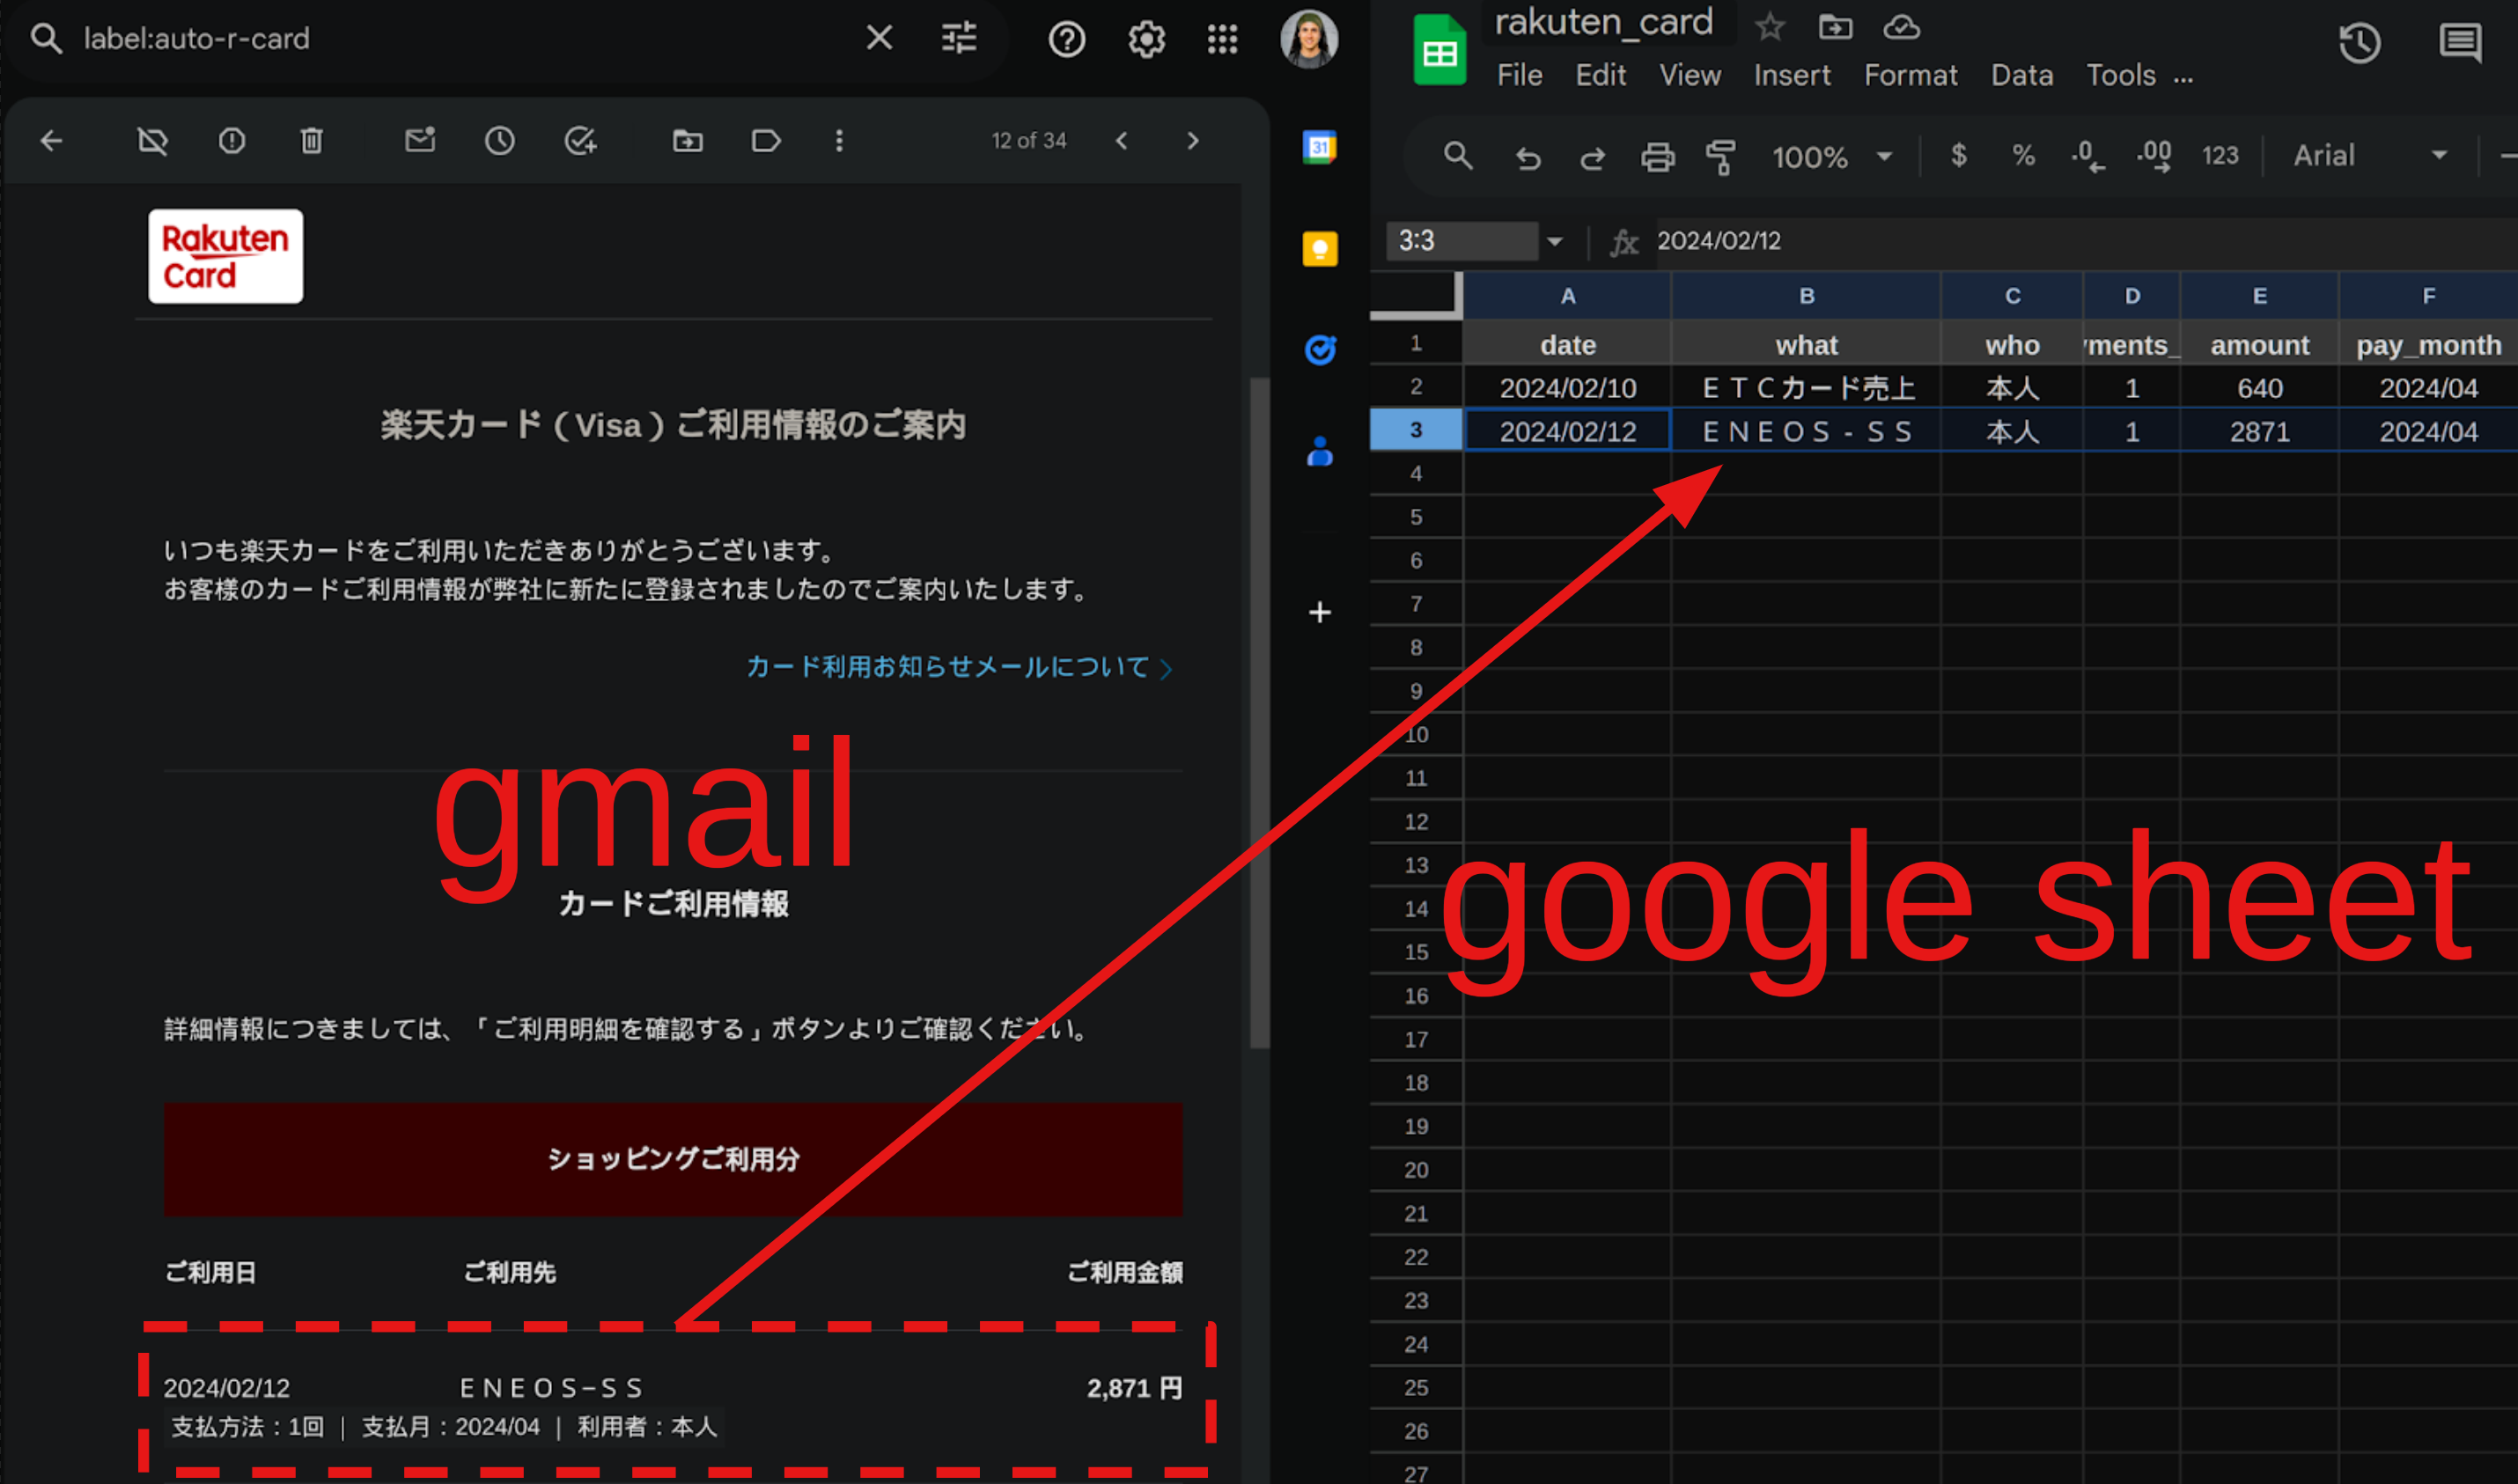 label:auto-r-card
12 of 34
Rakuten
Card
楽天カード（Visa）ご利用情報のご案内
いつも楽天カードをご利用いただきありがとうございます。
お客様のカードご利用情報が弊社に新たに登録されましたのでご案内いたします。
カード利用お知らせメールについて
gmail
カードご利用情報
詳細情報につきましては、「ご利用明細を確認する」ボタンよりご確認ください。
ショッピングご利用分
ご利用日 ご利用先 ご利用金額
2024/02/12 ＥＮＥＯＳ−ＳＳ 2,871 円
支払方法：1回 ｜ 支払月：2024/04 ｜ 利用者：本人
31
rakuten_card
File Edit View Insert Format Data Tools ...
100% $ % .0 .00 123 Arial
3:3 fx 2024/02/12
A B C D E F
1 date what who yments_ amount pay_month
2 2024/02/10 ＥＴＣカード売上 本人 1 640 2024/04
3 2024/02/12 ＥＮＥＯＳ－ＳＳ 本人 1 2871 2024/04
4
5
6
7
8
9
10
11
12
13
google sheet
14
15
16
17
18
19
20
21
22
23
24
25
26
27